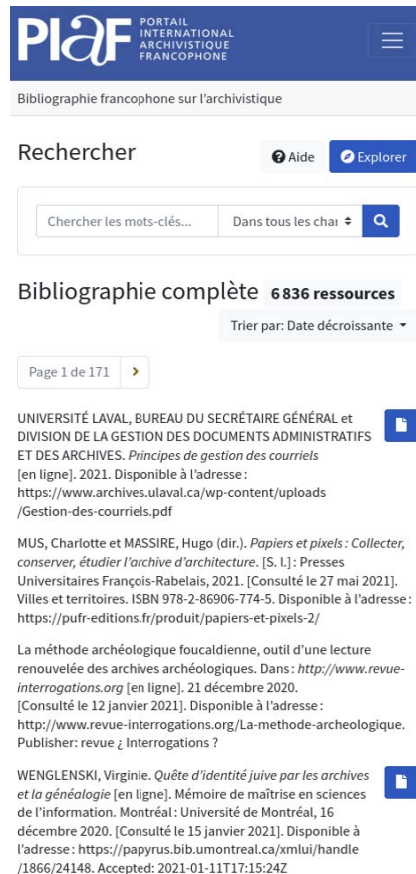 PIAF PORTAIL
INTERNATIONAL
ARCHIVISTIQUE
FRANCOPHONE
Bibliographie francophone sur l'archivistique
Rechercher
Aide
Explorer
Chercher les mots-clés...
Dans tous les chai
Bibliographie complète 6 836 ressources
Trier par: Date décroissante
Page 1 de 171
UNIVERSITÉ LAVAL, BUREAU DU SECRÉTAIRE GÉNÉRAL et
DIVISION DE LA GESTION DES DOCUMENTS ADMINISTRATIFS
ET DES ARCHIVES. Principes de gestion des courriels
[en ligne]. 2021. Disponible à l'adresse :
https://www.archives.ulaval.ca/wp-content/uploads
/Gestion-des-courriels.pdf
MUS, Charlotte et MASSIRE, Hugo (dir.). Papiers et pixels : Collecter,
conserver, étudier l'archive d'architecture. [S. l.] : Presses
Universitaires François-Rabelais, 2021. [Consulté le 27 mai 2021].
Villes et territoires. ISBN 978-2-86906-774-5. Disponible à l'adresse :
https://pufr-editions.fr/produit/papiers-et-pixels-2/
La méthode archéologique foucaldienne, outil d'une lecture
renouvelée des archives archéologiques. Dans : http://www.revue-
interrogations.org [en ligne]. 21 décembre 2020.
[Consulté le 12 janvier 2021]. Disponible à l'adresse :
http://www.revue-interrogations.org/La-methode-archeologique.
Publisher: revue ¿ Interrogations ?
WENGLENSKI, Virginie. Quête d'identité juive par les archives
et la généalogie [en ligne]. Mémoire de maîtrise en sciences
de l'information. Montréal : Université de Montréal, 16
décembre 2020. [Consulté le 15 janvier 2021]. Disponible à
l'adresse : https://papyrus.bib.umontreal.ca/xmlui/handle
/1866/24148. Accepted: 2021-01-11T17:15:24Z